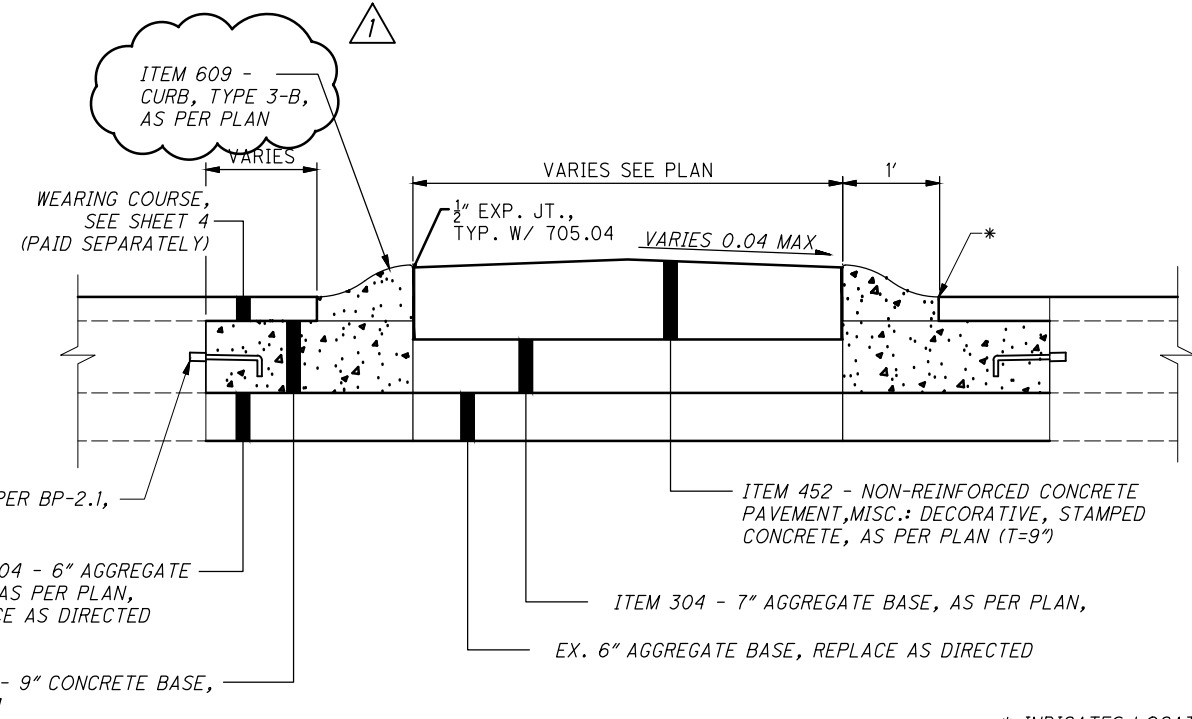 1
ITEM 609 -
CURB, TYPE 3-B,
AS PER PLAN
VARIES
VARIES SEE PLAN
1'
WEARING COURSE,
SEE SHEET 4
(PAID SEPARATELY)
½" EXP. JT.,
TYP. W/ 705.04
VARIES 0.04 MAX
*
PER BP-2.1,
ITEM 452 - NON-REINFORCED CONCRETE
PAVEMENT,MISC.: DECORATIVE, STAMPED
CONCRETE, AS PER PLAN (T=9")
04 - 6" AGGREGATE
AS PER PLAN,
CE AS DIRECTED
ITEM 304 - 7" AGGREGATE BASE, AS PER PLAN,
EX. 6" AGGREGATE BASE, REPLACE AS DIRECTED
- 9" CONCRETE BASE,